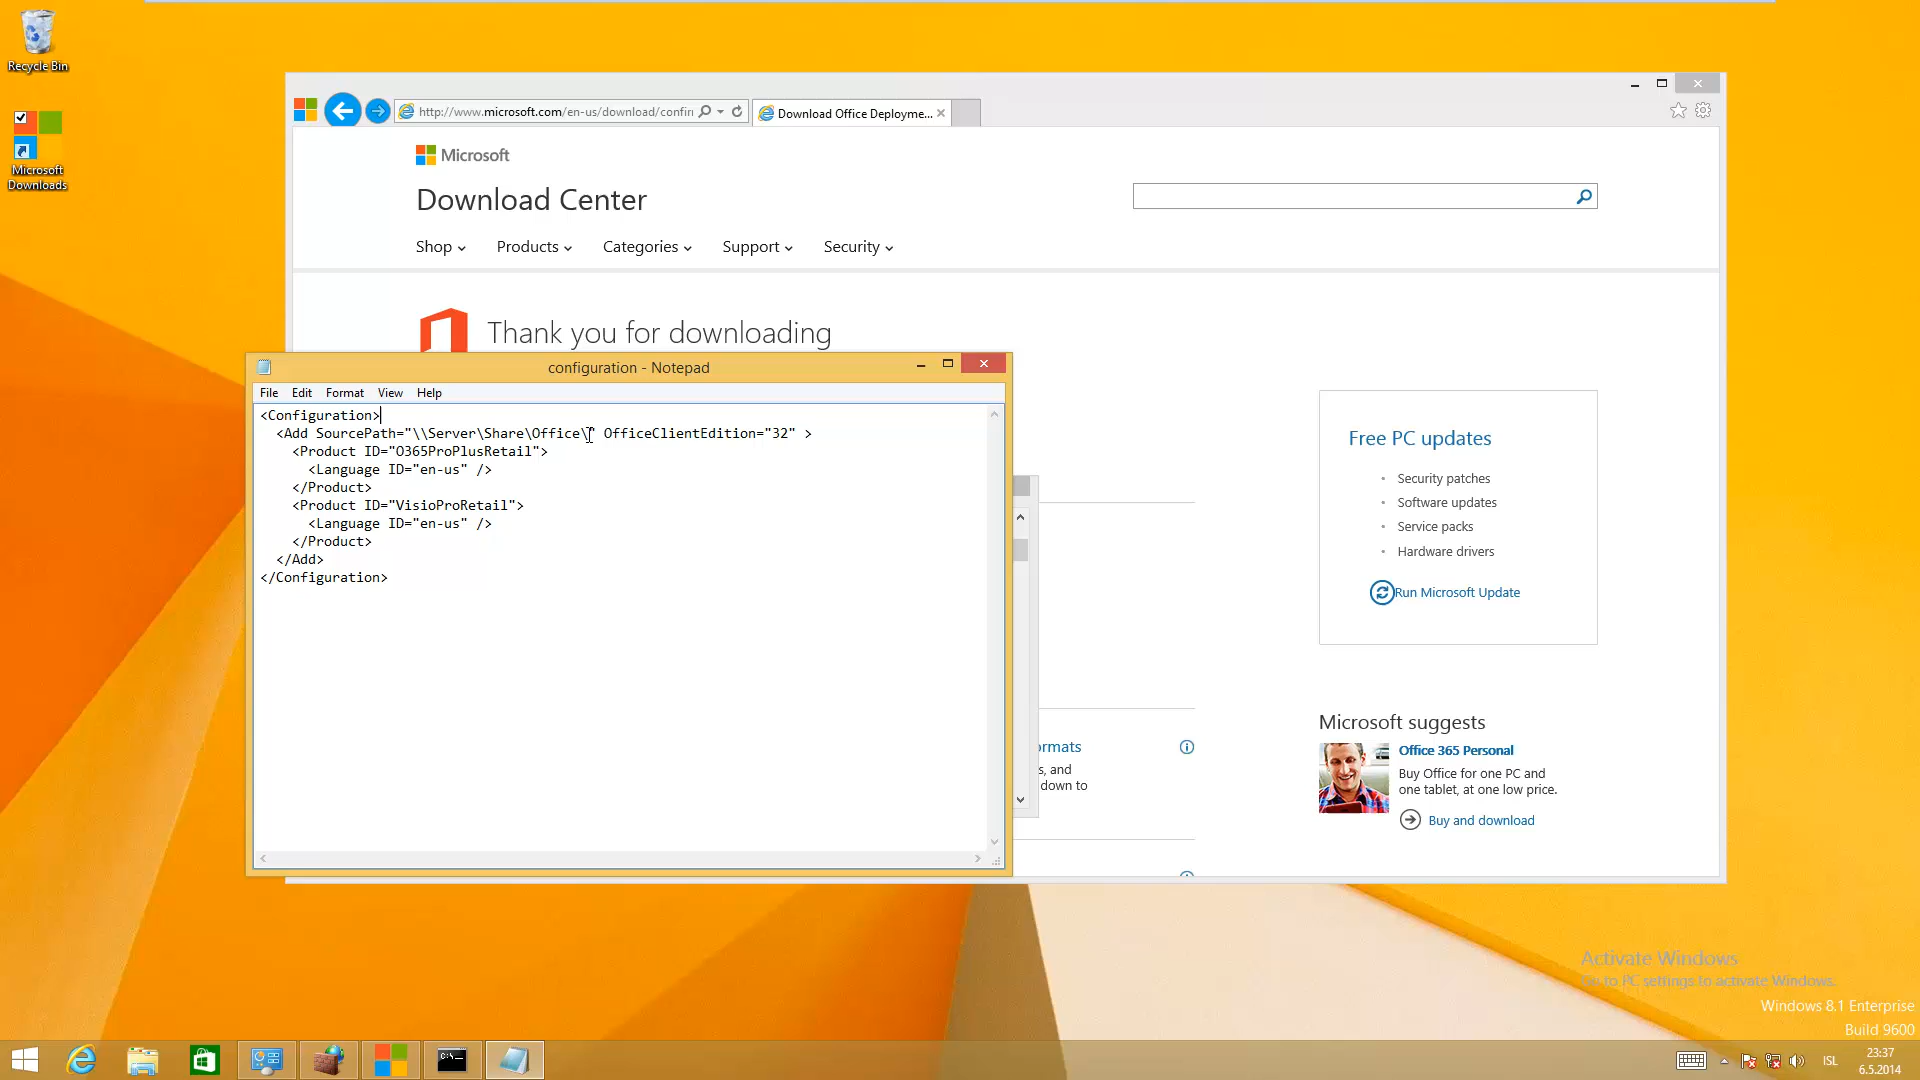 Recycle Bin
Microsoft
Downloads
http://www.microsoft.com/en-us/download/confir
Download Office Deployme...
Microsoft
Download Center
Shop
Products
Categories
Support
Security
Thank you for downloading
configuration - Notepad
File Edit Format View Help
<Configuration>
  <Add SourcePath="\\Server\Share\Office\" OfficeClientEdition="32" >
    <Product ID="O365ProPlusRetail">
      <Language ID="en-us" />
    </Product>
    <Product ID="VisioProRetail">
      <Language ID="en-us" />
    </Product>
  </Add>
</Configuration>
ormats
s, and
down to
Free PC updates
Security patches
Software updates
Service packs
Hardware drivers
Run Microsoft Update
Microsoft suggests
Office 365 Personal
Buy Office for one PC and
one tablet, at one low price.
Buy and download
Activate Windows
Go to PC settings to activate Windows.
Windows 8.1 Enterprise
Build 9600
C:\_
ISL
23:37
6.5.2014